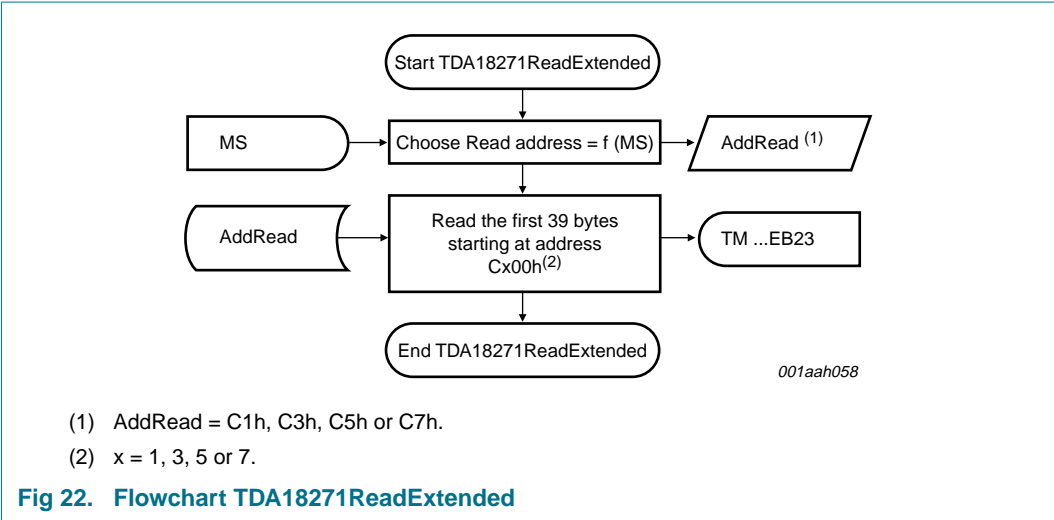 Start TDA18271ReadExtended
MS
Choose Read address = f (MS)
AddRead (1)
AddRead
Read the first 39 bytes
starting at address
Cx00h(2)
TM ...EB23
End TDA18271ReadExtended
001aah058
(1) AddRead = C1h, C3h, C5h or C7h.
(2) x = 1, 3, 5 or 7.
Fig 22. Flowchart TDA18271ReadExtended